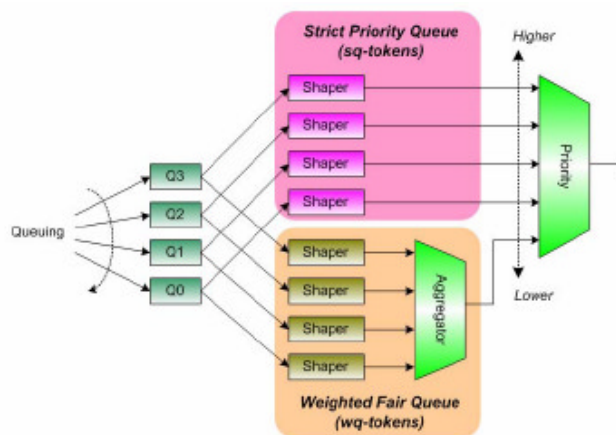 Strict Priority Queue
(sq-tokens)
Higher
Shaper
Shaper
Shaper
Shaper
Priority
Q3
Q2
Q1
Q0
Queuing
Shaper
Shaper
Shaper
Shaper
Aggregator
Lower
Weighted Fair Queue
(wq-tokens)